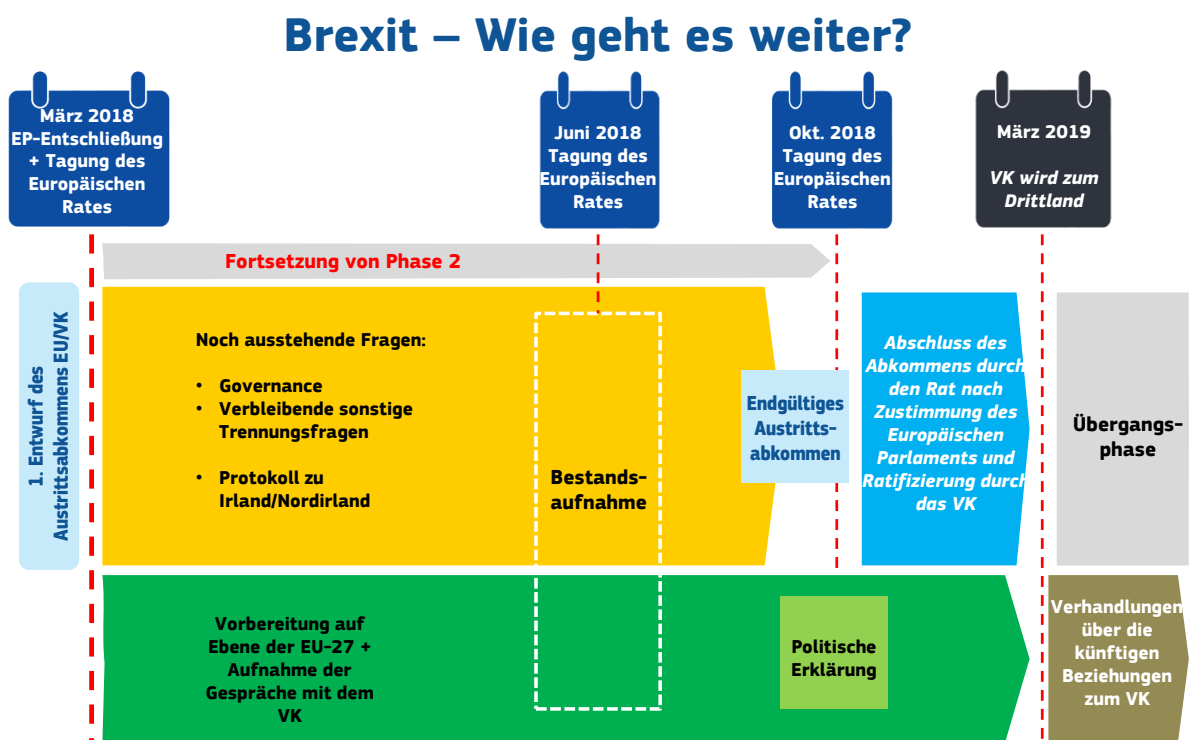 Brexit – Wie geht es weiter?
März 2018
EP-Entschließung
+ Tagung des
Europäischen
Rates
Juni 2018
Tagung des
Europäischen
Rates
Okt. 2018
Tagung des
Europäischen
Rates
März 2019
VK wird zum
Drittland
Fortsetzung von Phase 2
1. Entwurf des
Austrittsabkommens EU/VK
Noch ausstehende Fragen:
• Governance
• Verbleibende sonstige
Trennungsfragen
• Protokoll zu
Irland/Nordirland
Bestands-
aufnahme
Endgültiges
Austritts-
abkommen
Abschluss des
Abkommens durch
den Rat nach
Zustimmung des
Europäischen
Parlaments und
Ratifizierung durch
das VK
Übergangs-
phase
Vorbereitung auf
Ebene der EU-27 +
Aufnahme der
Gespräche mit dem
VK
Politische
Erklärung
Verhandlungen
über die
künftigen
Beziehungen
zum VK